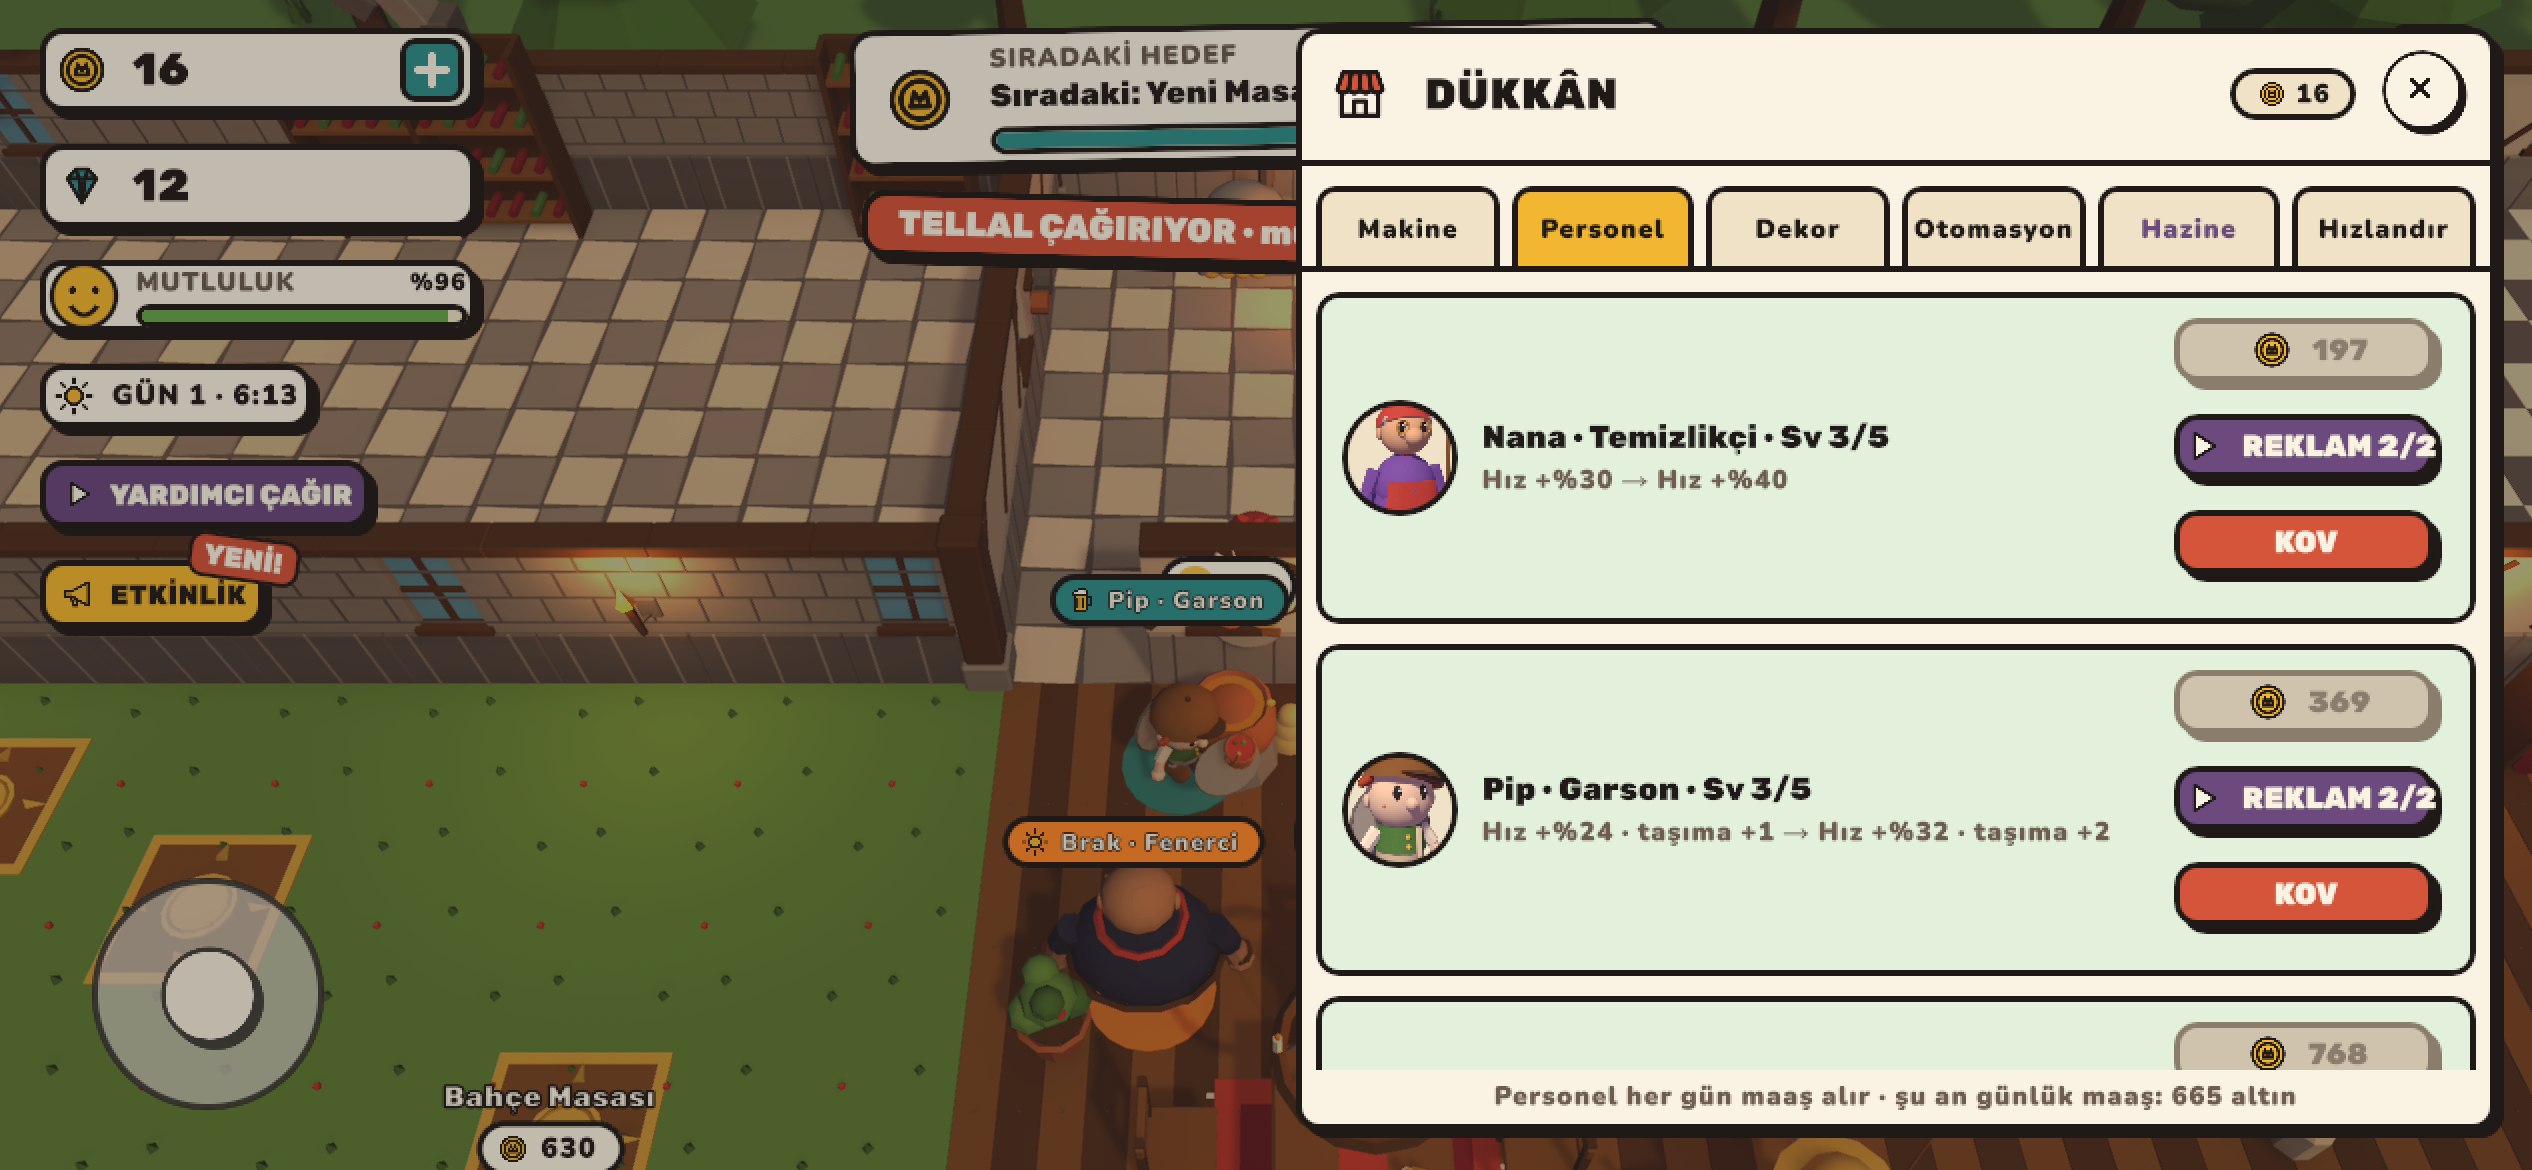 16
12
MUTLULUK %96
GÜN 1 · 6:13
YARDIMCI ÇAĞIR
YENİ!
ETKİNLİK
SIRADAKİ HEDEF
Sıradaki: Yeni Masa
TELLAL ÇAĞIRIYOR · m
Pip · Garson
Brak · Fenerci
Bahçe Masası
630
DÜKKÂN
16
Makine
Personel
Dekor
Otomasyon
Hazine
Hızlandır
Nana · Temizlikçi · Sv 3/5
Hız +%30 → Hız +%40
197
REKLAM 2/2
KOV
Pip · Garson · Sv 3/5
Hız +%24 · taşıma +1 → Hız +%32 · taşıma +2
369
REKLAM 2/2
KOV
768
Personel her gün maaş alır · şu an günlük maaş: 665 altın